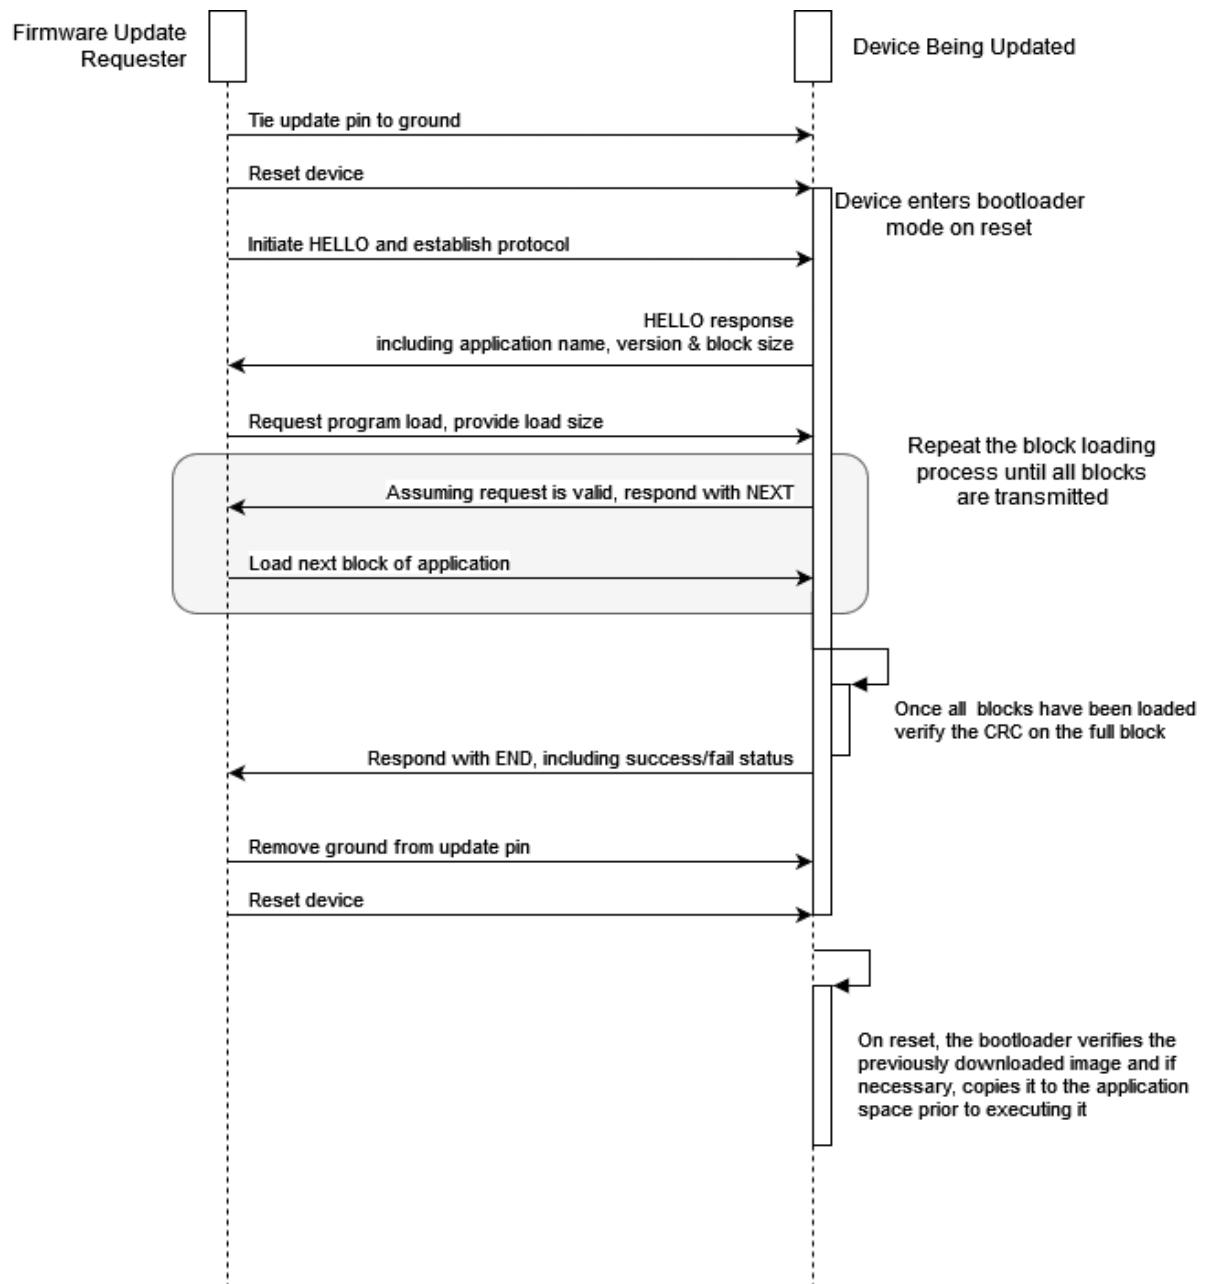 Firmware Update
Requester
Device Being Updated
Tie update pin to ground
Reset device
Device enters bootloader
mode on reset
Initiate HELLO and establish protocol
HELLO response
including application name, version & block size
Request program load, provide load size
Repeat the block loading
process until all blocks
are transmitted
Assuming request is valid, respond with NEXT
Load next block of application
Once all blocks have been loaded
verify the CRC on the full block
Respond with END, including success/fail status
Remove ground from update pin
Reset device
On reset, the bootloader verifies the
previously downloaded image and if
necessary, copies it to the application
space prior to executing it